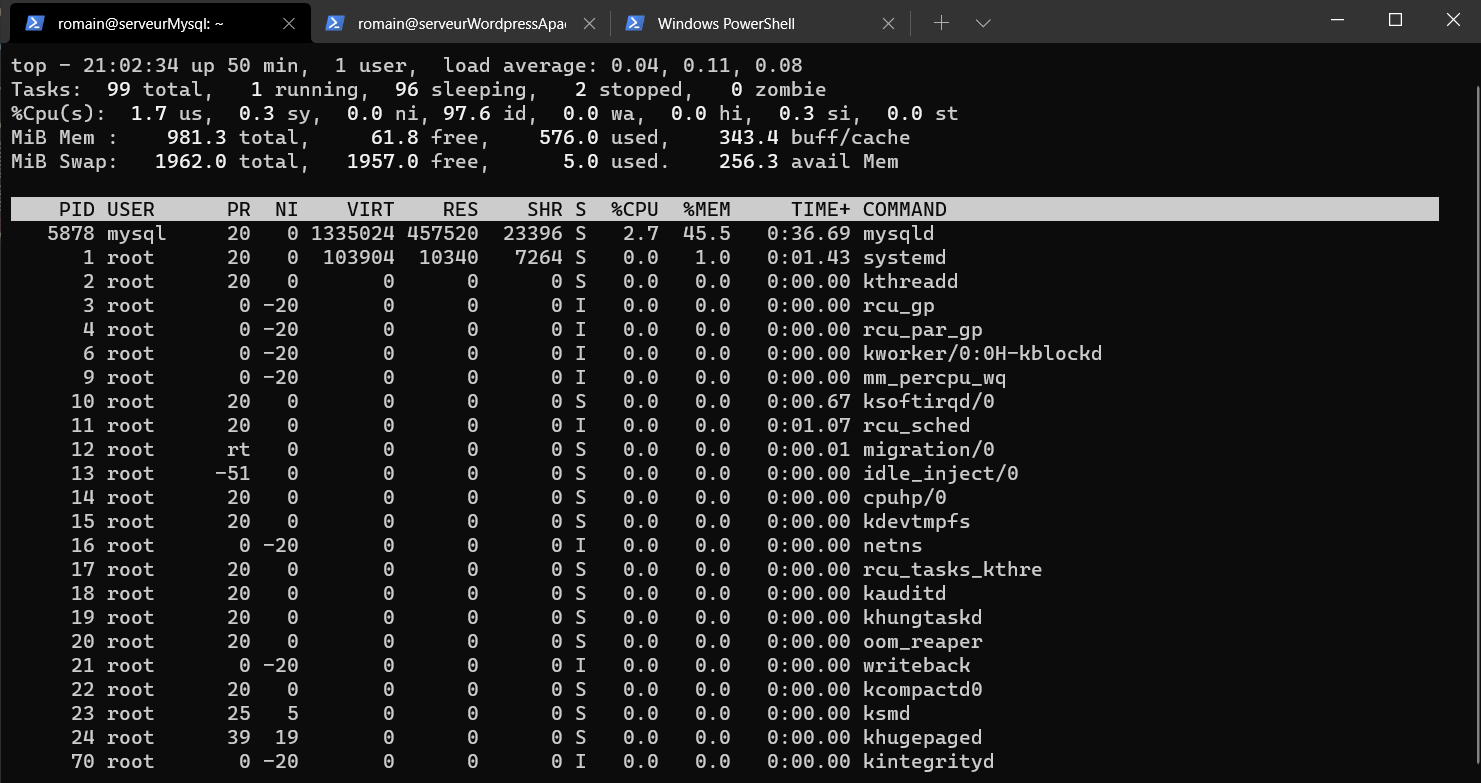 romain@serveurMysql: ~ romain@serveurWordpressApac Windows PowerShell
top - 21:02:34 up 50 min,  1 user,  load average: 0.04, 0.11, 0.08
Tasks:  99 total,   1 running,  96 sleeping,   2 stopped,   0 zombie
%Cpu(s):  1.7 us,  0.3 sy,  0.0 ni, 97.6 id,  0.0 wa,  0.0 hi,  0.3 si,  0.0 st
MiB Mem :    981.3 total,     61.8 free,    576.0 used,    343.4 buff/cache
MiB Swap:   1962.0 total,   1957.0 free,      5.0 used.    256.3 avail Mem
PID USER      PR  NI    VIRT    RES    SHR S  %CPU  %MEM     TIME+ COMMAND
5878 mysql     20   0 1335024 457520  23396 S   2.7  45.5   0:36.69 mysqld
1 root      20   0  103904  10340   7264 S   0.0   1.0   0:01.43 systemd
2 root      20   0       0      0      0 S   0.0   0.0   0:00.00 kthreadd
3 root       0 -20       0      0      0 I   0.0   0.0   0:00.00 rcu_gp
4 root       0 -20       0      0      0 I   0.0   0.0   0:00.00 rcu_par_gp
6 root       0 -20       0      0      0 I   0.0   0.0   0:00.00 kworker/0:0H-kblockd
9 root       0 -20       0      0      0 I   0.0   0.0   0:00.00 mm_percpu_wq
10 root      20   0       0      0      0 S   0.0   0.0   0:00.67 ksoftirqd/0
11 root      20   0       0      0      0 I   0.0   0.0   0:01.07 rcu_sched
12 root      rt   0       0      0      0 S   0.0   0.0   0:00.01 migration/0
13 root     -51   0       0      0      0 S   0.0   0.0   0:00.00 idle_inject/0
14 root      20   0       0      0      0 S   0.0   0.0   0:00.00 cpuhp/0
15 root      20   0       0      0      0 S   0.0   0.0   0:00.00 kdevtmpfs
16 root       0 -20       0      0      0 I   0.0   0.0   0:00.00 netns
17 root      20   0       0      0      0 S   0.0   0.0   0:00.00 rcu_tasks_kthre
18 root      20   0       0      0      0 S   0.0   0.0   0:00.00 kauditd
19 root      20   0       0      0      0 S   0.0   0.0   0:00.00 khungtaskd
20 root      20   0       0      0      0 S   0.0   0.0   0:00.00 oom_reaper
21 root       0 -20       0      0      0 I   0.0   0.0   0:00.00 writeback
22 root      20   0       0      0      0 S   0.0   0.0   0:00.00 kcompactd0
23 root      25   5       0      0      0 S   0.0   0.0   0:00.00 ksmd
24 root      39  19       0      0      0 S   0.0   0.0   0:00.00 khugepaged
70 root       0 -20       0      0      0 I   0.0   0.0   0:00.00 kintegrityd